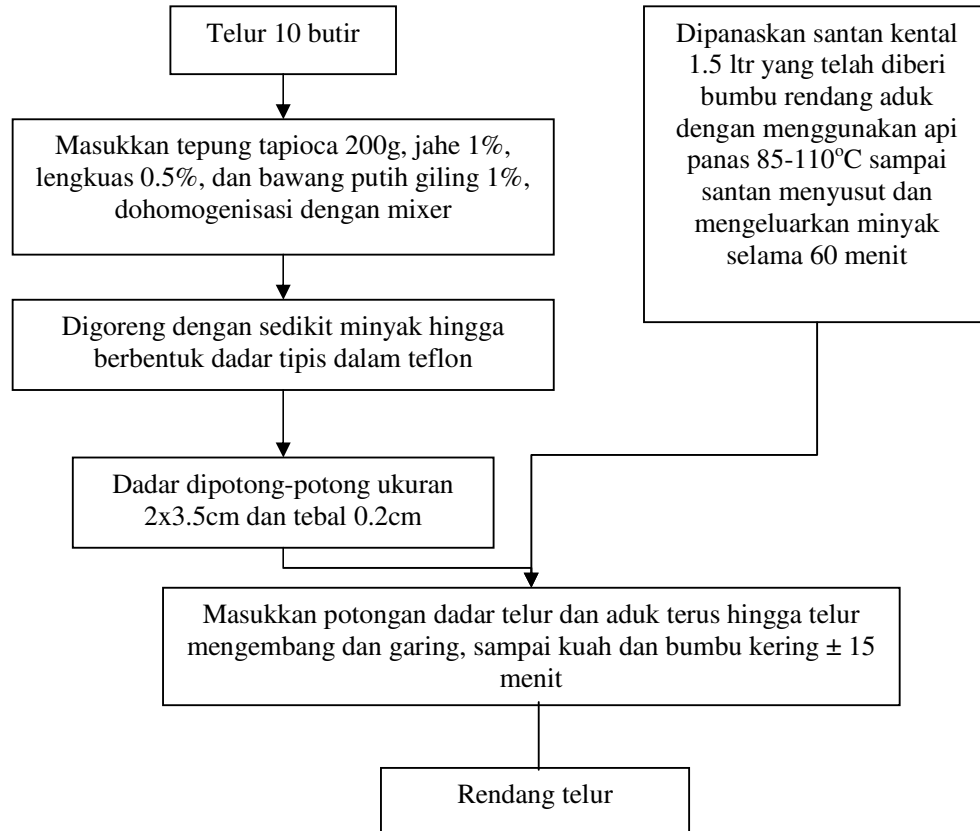 Telur 10 butir
Masukkan tepung tapioca 200g, jahe 1%,
lengkuas 0.5%, dan bawang putih giling 1%,
dohomogenisasi dengan mixer
Digoreng dengan sedikit minyak hingga
berbentuk dadar tipis dalam teflon
Dadar dipotong-potong ukuran
2x3.5cm dan tebal 0.2cm
Dipanaskan santan kental
1.5 ltr yang telah diberi
bumbu rendang aduk
dengan menggunakan api
panas 85-110°C sampai
santan menyusut dan
mengeluarkan minyak
selama 60 menit
Masukkan potongan dadar telur dan aduk terus hingga telur
mengembang dan garing, sampai kuah dan bumbu kering ± 15
menit
Rendang telur